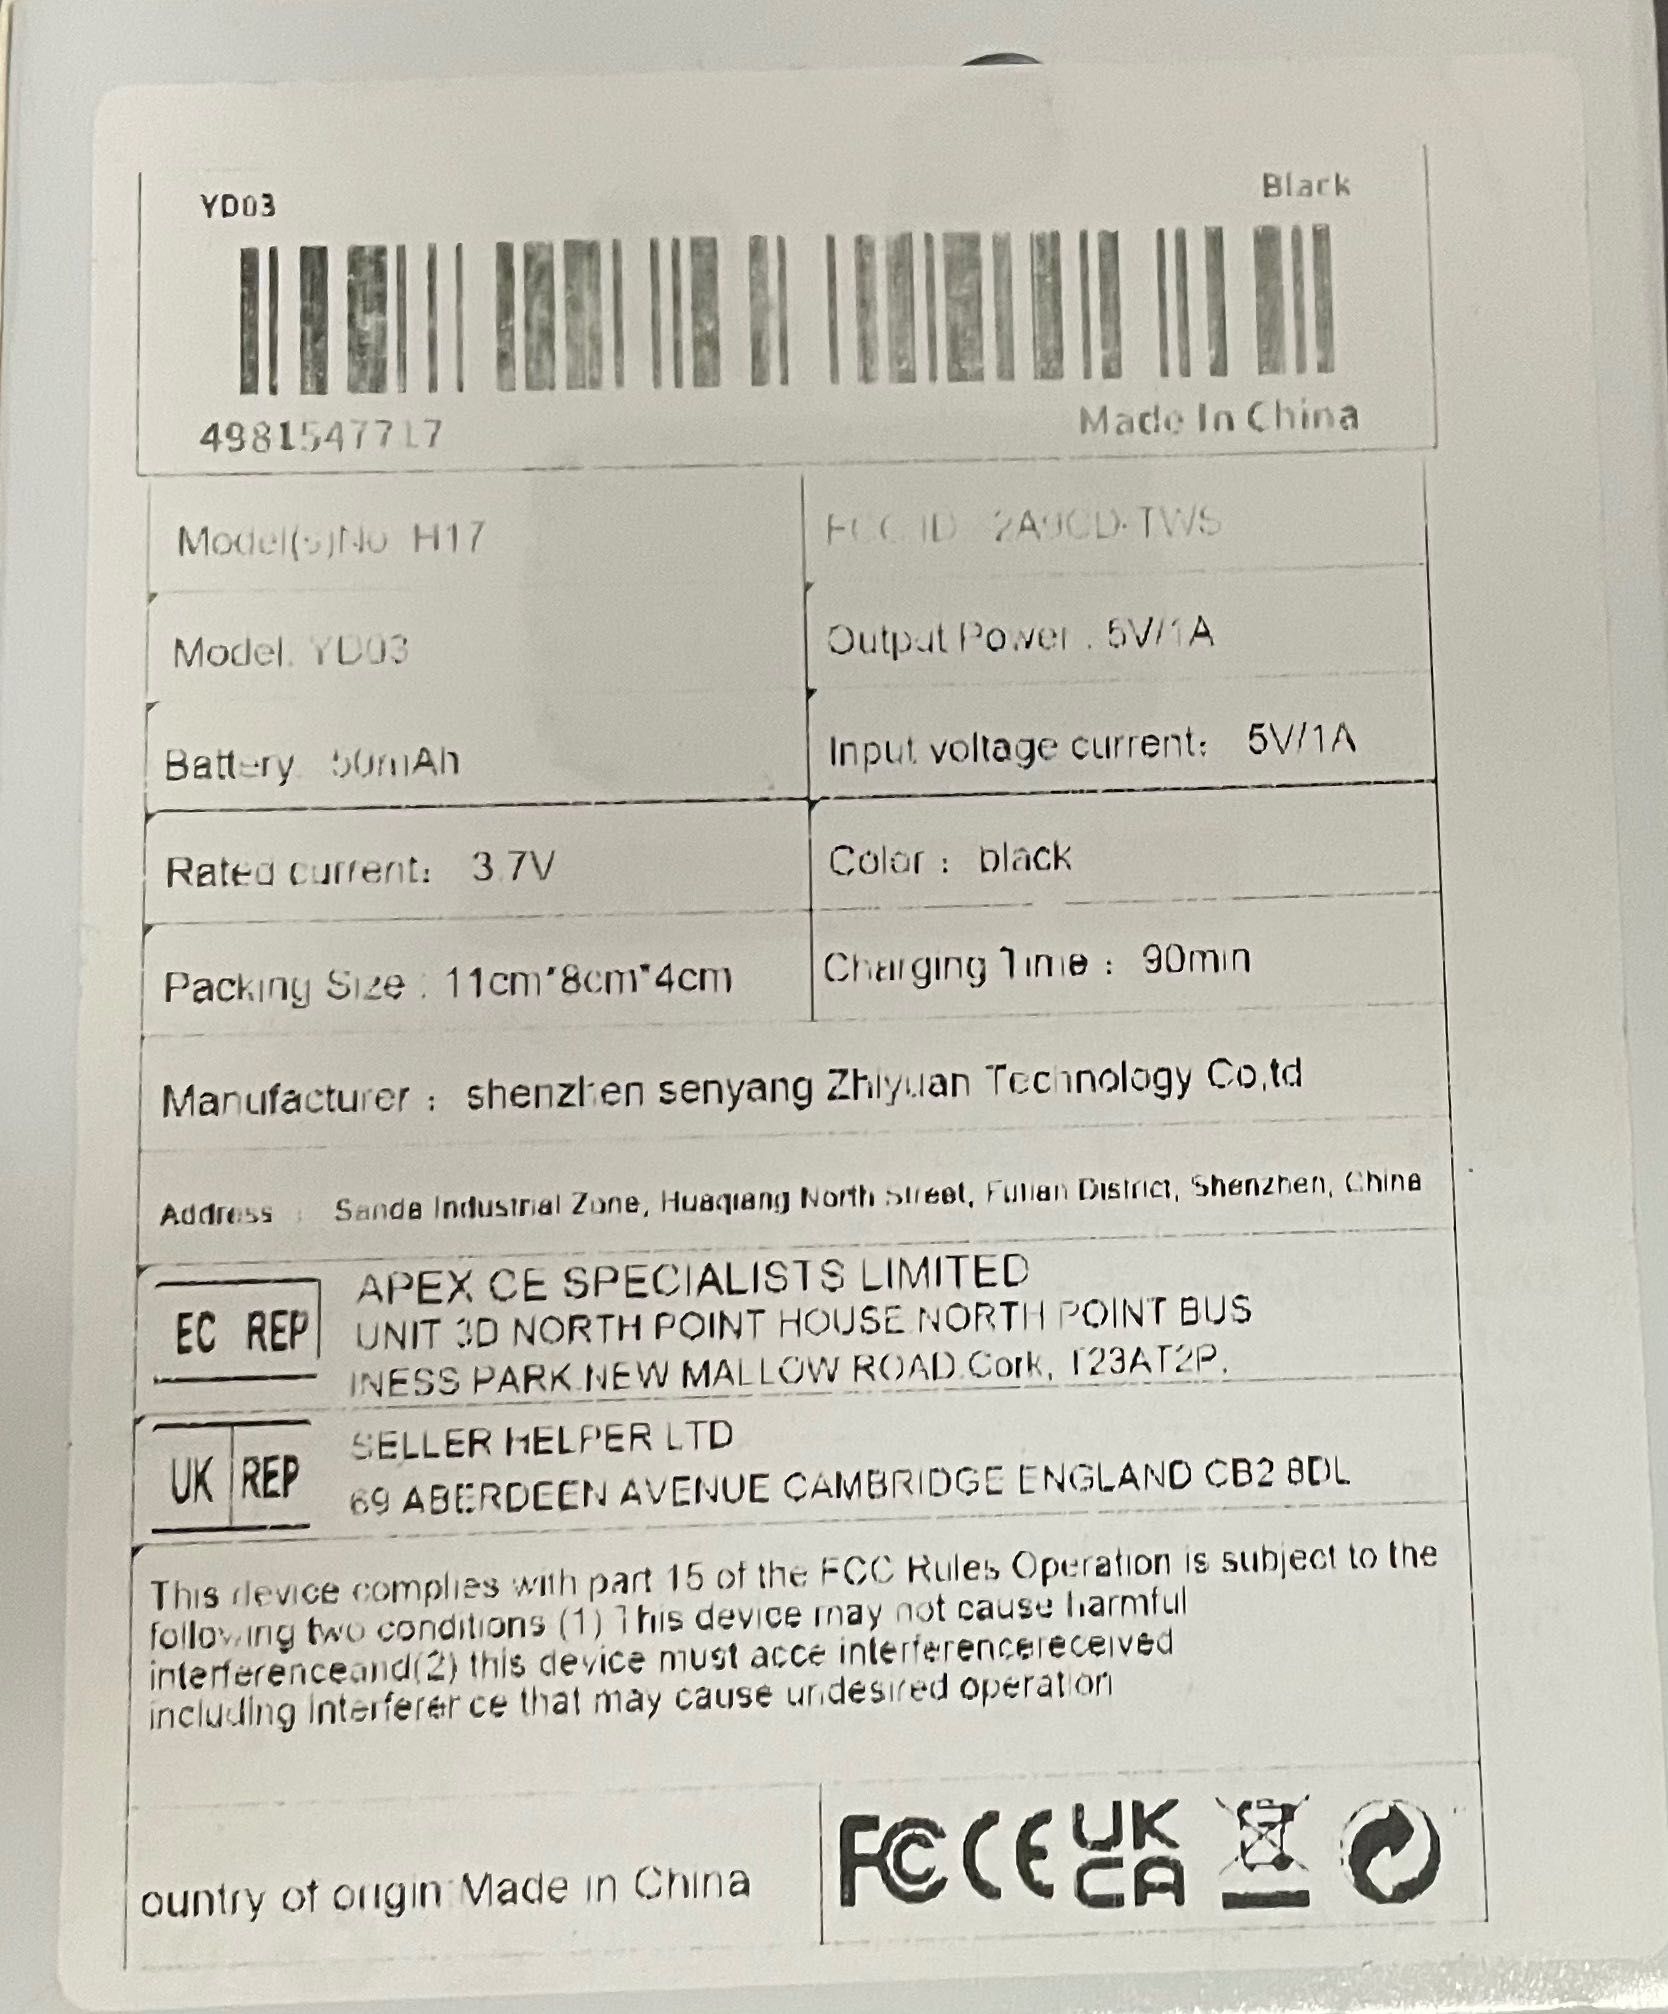 YD03
Black
4981547717
Made In China
Model(s)No H17
FCC ID TWS
Model: YD03
Output Power : 5V/1A
Battery 50mAh
Input voltage current: 5V/1A
Rated current: 3.7V
Color : black
Packing Size : 11cm*8cm*4cm
Charging Time : 90min
Manufacturer : shenzhen senyang Zhiyuan Technology Co,td
Address : Sanda Industrial Zone, Huaqiang North Street, Futian District, Shenzhen, China
EC REP
APEX CE SPECIALISTS LIMITED
UNIT 3D NORTH POINT HOUSE NORTH POINT BUS
INESS PARK.NEW MALLOW ROAD.Cork, T23AT2P,
UK REP
SELLER HELPER LTD
69 ABERDEEN AVENUE CAMBRIDGE ENGLAND CB2 8DL
This device complies with part 15 of the FCC Rules Operation is subject to the
following two conditions (1) This device may not cause harmful
interferenceand(2) this device must acce interferencereceived
including interference that may cause undesired operation
ountry of origin:Made in China
FC CE UK
CA